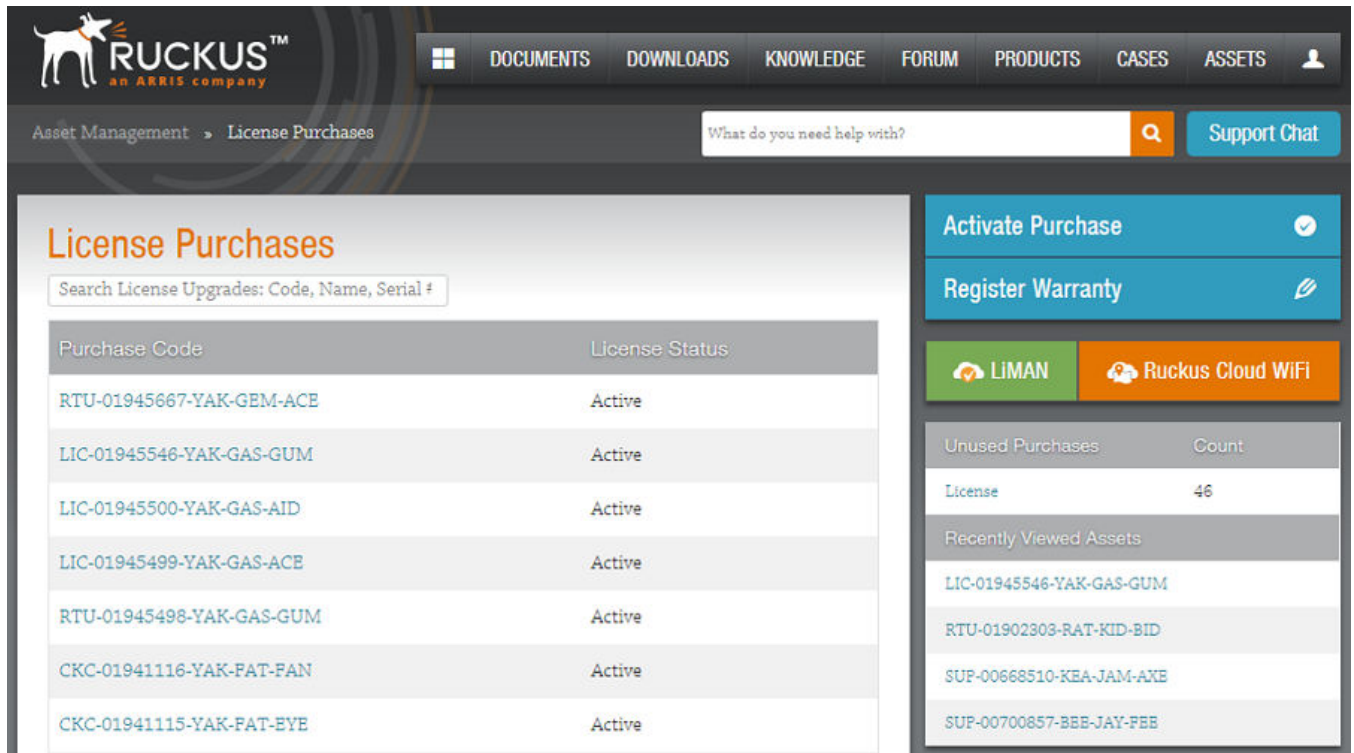 RUCKUS™
an ARRIS company
DOCUMENTS DOWNLOADS KNOWLEDGE FORUM PRODUCTS CASES ASSETS
Asset Management » License Purchases
What do you need help with?
Support Chat
License Purchases
Search License Upgrades: Code, Name, Serial #
Purchase Code License Status
RTU-01945667-YAK-GEM-ACE Active
LIC-01945546-YAK-GAS-GUM Active
LIC-01945500-YAK-GAS-AID Active
LIC-01945499-YAK-GAS-ACE Active
RTU-01945498-YAK-GAS-GUM Active
CKC-01941116-YAK-FAT-FAN Active
CKC-01941115-YAK-FAT-EYE Active
Activate Purchase
Register Warranty
LiMAN Ruckus Cloud WiFi
Unused Purchases Count
License 46
Recently Viewed Assets
LIC-01945546-YAK-GAS-GUM
RTU-01902303-RAT-KID-BID
SUP-00668510-KEA-JAM-AXE
SUP-00700857-BEE-JAY-FEE